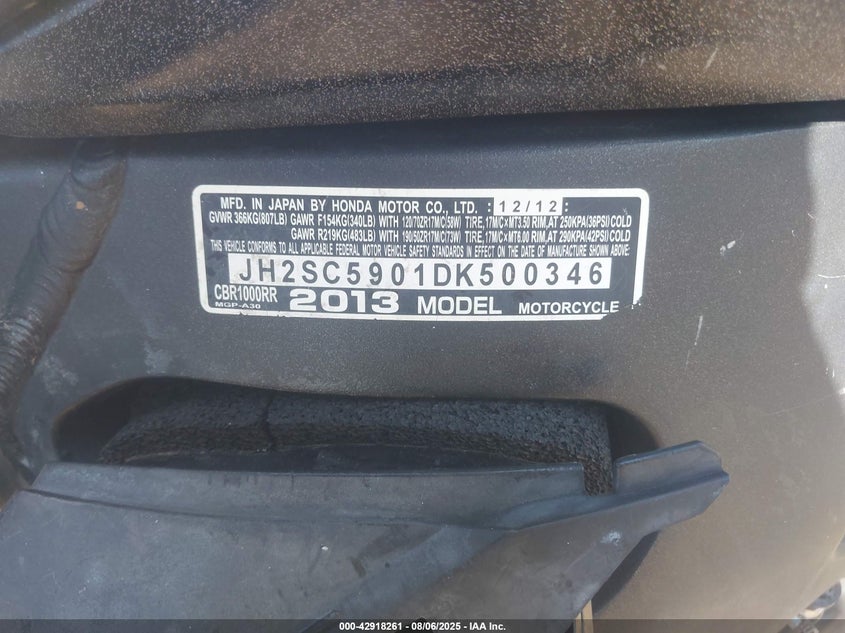 MFD. IN JAPAN BY HONDA MOTOR CO., LTD. : 12/12 :
GVWR 366KG(807LB) GAWR F154KG(340LB) WITH 120/70ZR17M/C(58W) TIRE,17M/C×MT3.50 RIM,AT 250KPA(36PSI)COLD
GAWR R219KG(483LB) WITH 190/50ZR17M/C(73W) TIRE,17M/C×MT6.00 RIM,AT 290KPA(42PSI)COLD
THIS VEHICLE CONFORMS TO ALL APPLICABLE FEDERAL MOTOR VEHICLE SAFETY STANDARDS IN EFFECT ON THE DATE OF MANUFACTURE SHOWN ABOVE.
JH2SC5901DK500346
CBR1000RR 2013 MODEL MOTORCYCLE
MGP-A30
000-42918261 - 08/06/2025 - IAA Inc.